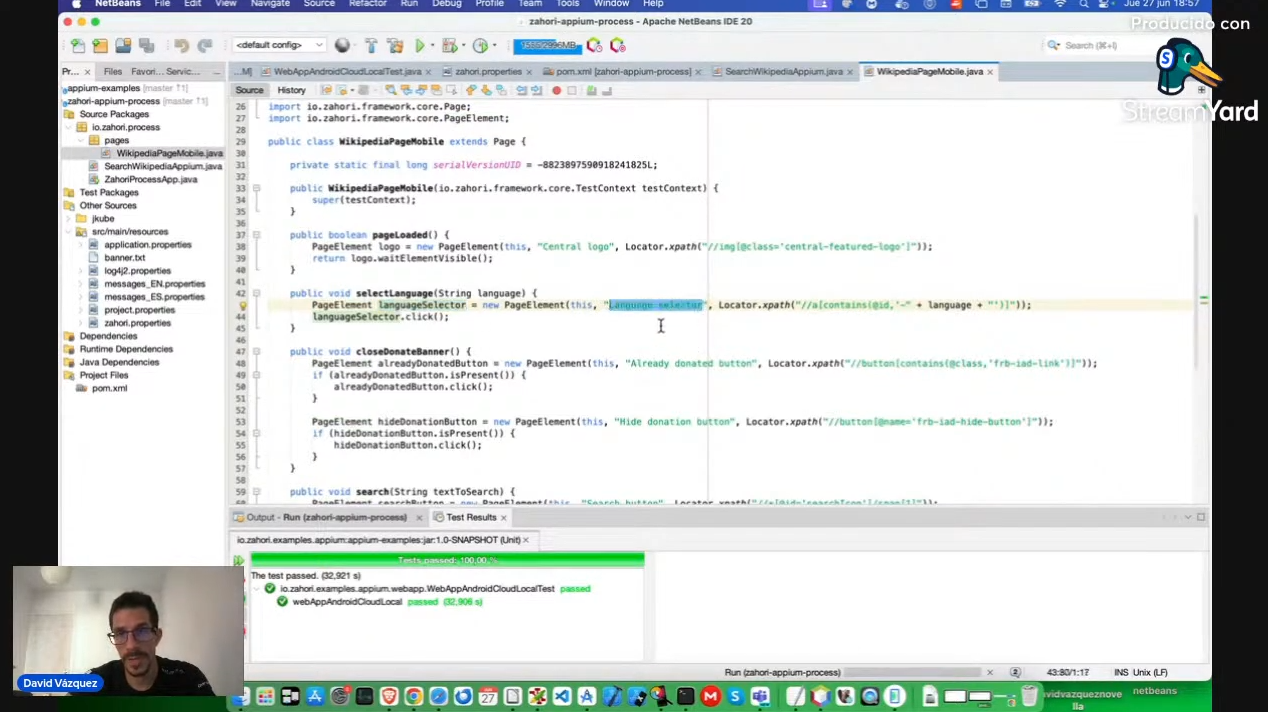 NetBeans File Edit View Navigate Source Refactor Run Debug Profile Team Tools Window Help Jue 27 jun 18:57
zahori-appium-process - Apache NetBeans IDE 20
Producido con
StreamYard
<default config>
Search (⌘+I)
Pr... Files Favori... Servic...
...M] WebAppAndroidCloudLocalTest.java zahori.properties pom.xml [zahori-appium-process] SearchWikipediaAppium.java WikipediaPageMobile.java
appium-examples [master ↑1]
zahori-appium-process [master ↑1]
Source Packages
io.zahori.process
pages
WikipediaPageMobile.java
SearchWikipediaAppium.java
ZahoriProcessApp.java
Test Packages
Other Sources
jkube
src/main/resources
application.properties
banner.txt
log4j2.properties
messages_EN.properties
messages_ES.properties
project.properties
zahori.properties
Dependencies
Runtime Dependencies
Java Dependencies
Project Files
pom.xml
Source History
26 import io.zahori.framework.core.Page;
27 import io.zahori.framework.core.PageElement;
28
29 public class WikipediaPageMobile extends Page {
30
31 private static final long serialVersionUID = -8823897590918241825L;
32
33 public WikipediaPageMobile(io.zahori.framework.core.TestContext testContext) {
34 super(testContext);
35 }
36
37 public boolean pageLoaded() {
38 PageElement logo = new PageElement(this, "Central logo", Locator.xpath("//img[@class='central-featured-logo']"));
39 return logo.waitElementVisible();
40 }
41
42 public void selectLanguage(String language) {
PageElement languageSelector = new PageElement(this, "Language selector", Locator.xpath("//a[contains(@id,'-" + language + "')]"));
44 languageSelector.click();
45 }
46
47 public void closeDonateBanner() {
48 PageElement alreadyDonatedButton = new PageElement(this, "Already donated button", Locator.xpath("//button[contains(@class,'frb-iad-link')]"));
49 if (alreadyDonatedButton.isPresent()) {
50 alreadyDonatedButton.click();
51 }
52
53 PageElement hideDonationButton = new PageElement(this, "Hide donation button", Locator.xpath("//button[@name='frb-iad-hide-button']"));
54 if (hideDonationButton.isPresent()) {
55 hideDonationButton.click();
56 }
57 }
58
59 public void search(String textToSearch) {
Output - Run (zahori-appium-process) Test Results
io.zahori.examples.appium:appium-examples:jar:1.0-SNAPSHOT (Unit)
Tests passed: 100,00 %
The test passed. (32,921 s)
io.zahori.examples.appium.webapp.WebAppAndroidCloudLocalTest passed
webAppAndroidCloudLocal passed (32,906 s)
Run (zahori-appium-process) 43:80/1:17 INS Unix (LF)
David Vázquez
netbeans